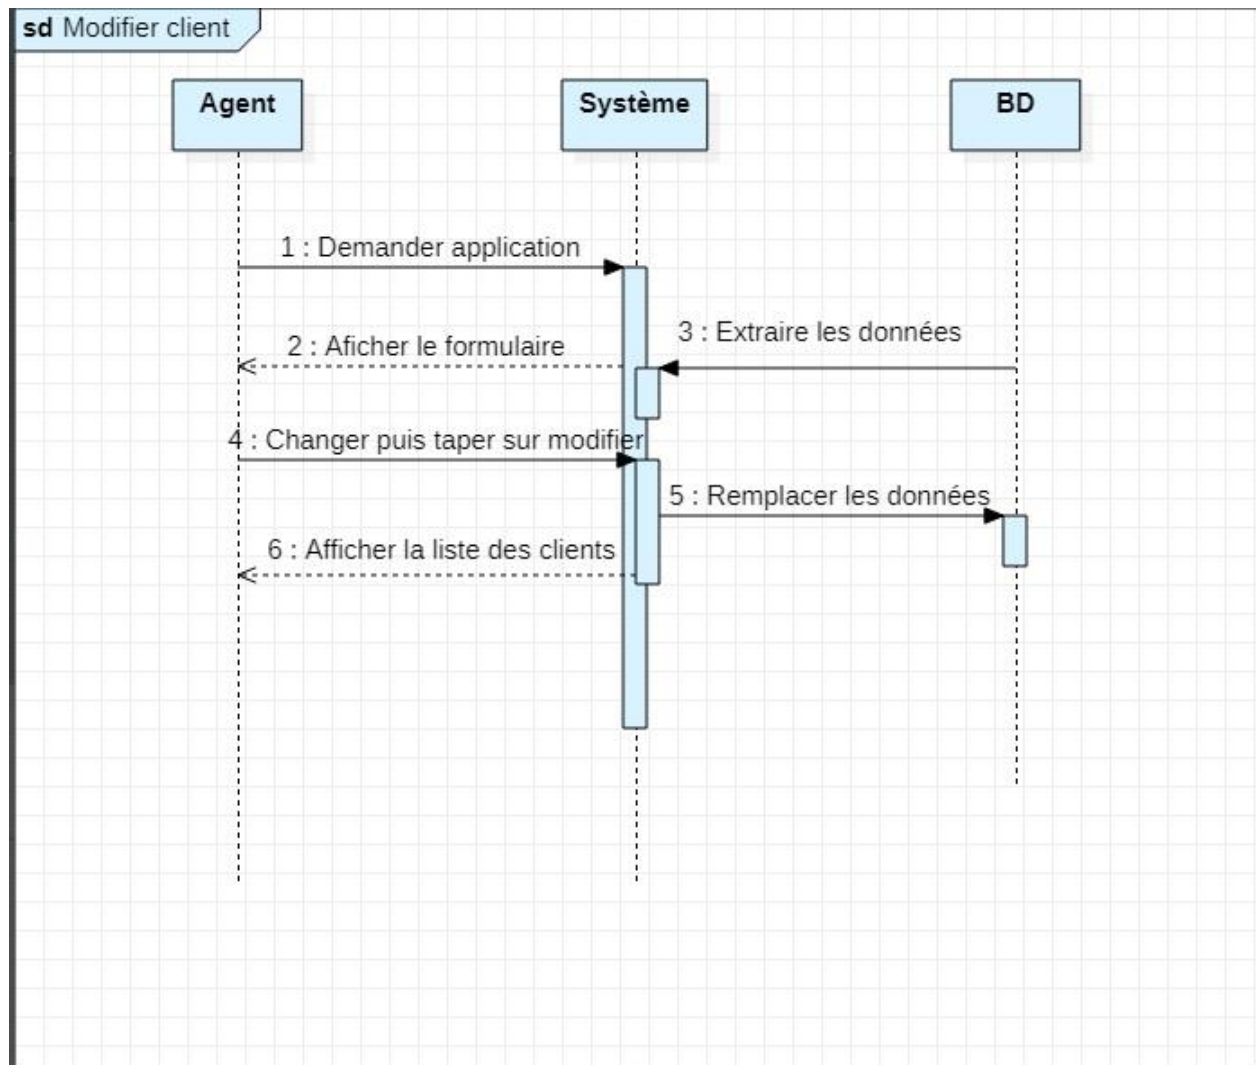 sd Modifier client
Agent
Système
BD
1 : Demander application
3 : Extraire les données
2 : Aficher le formulaire
4 : Changer puis taper sur modifier
5 : Remplacer les données
6 : Afficher la liste des clients